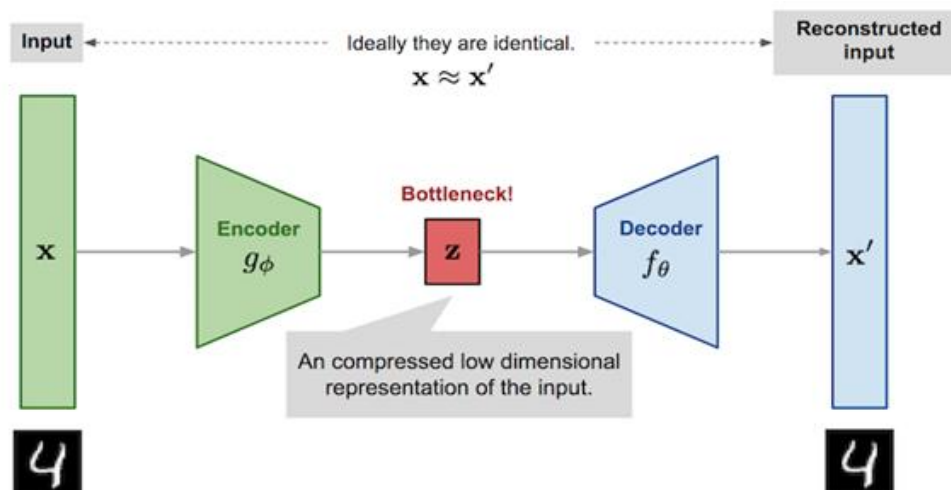 Input
Ideally they are identical.
x ≈ x′
Reconstructed
input
Bottleneck!
x
Encoder
gϕ
z
Decoder
fθ
x′
An compressed low dimensional
representation of the input.
4
4